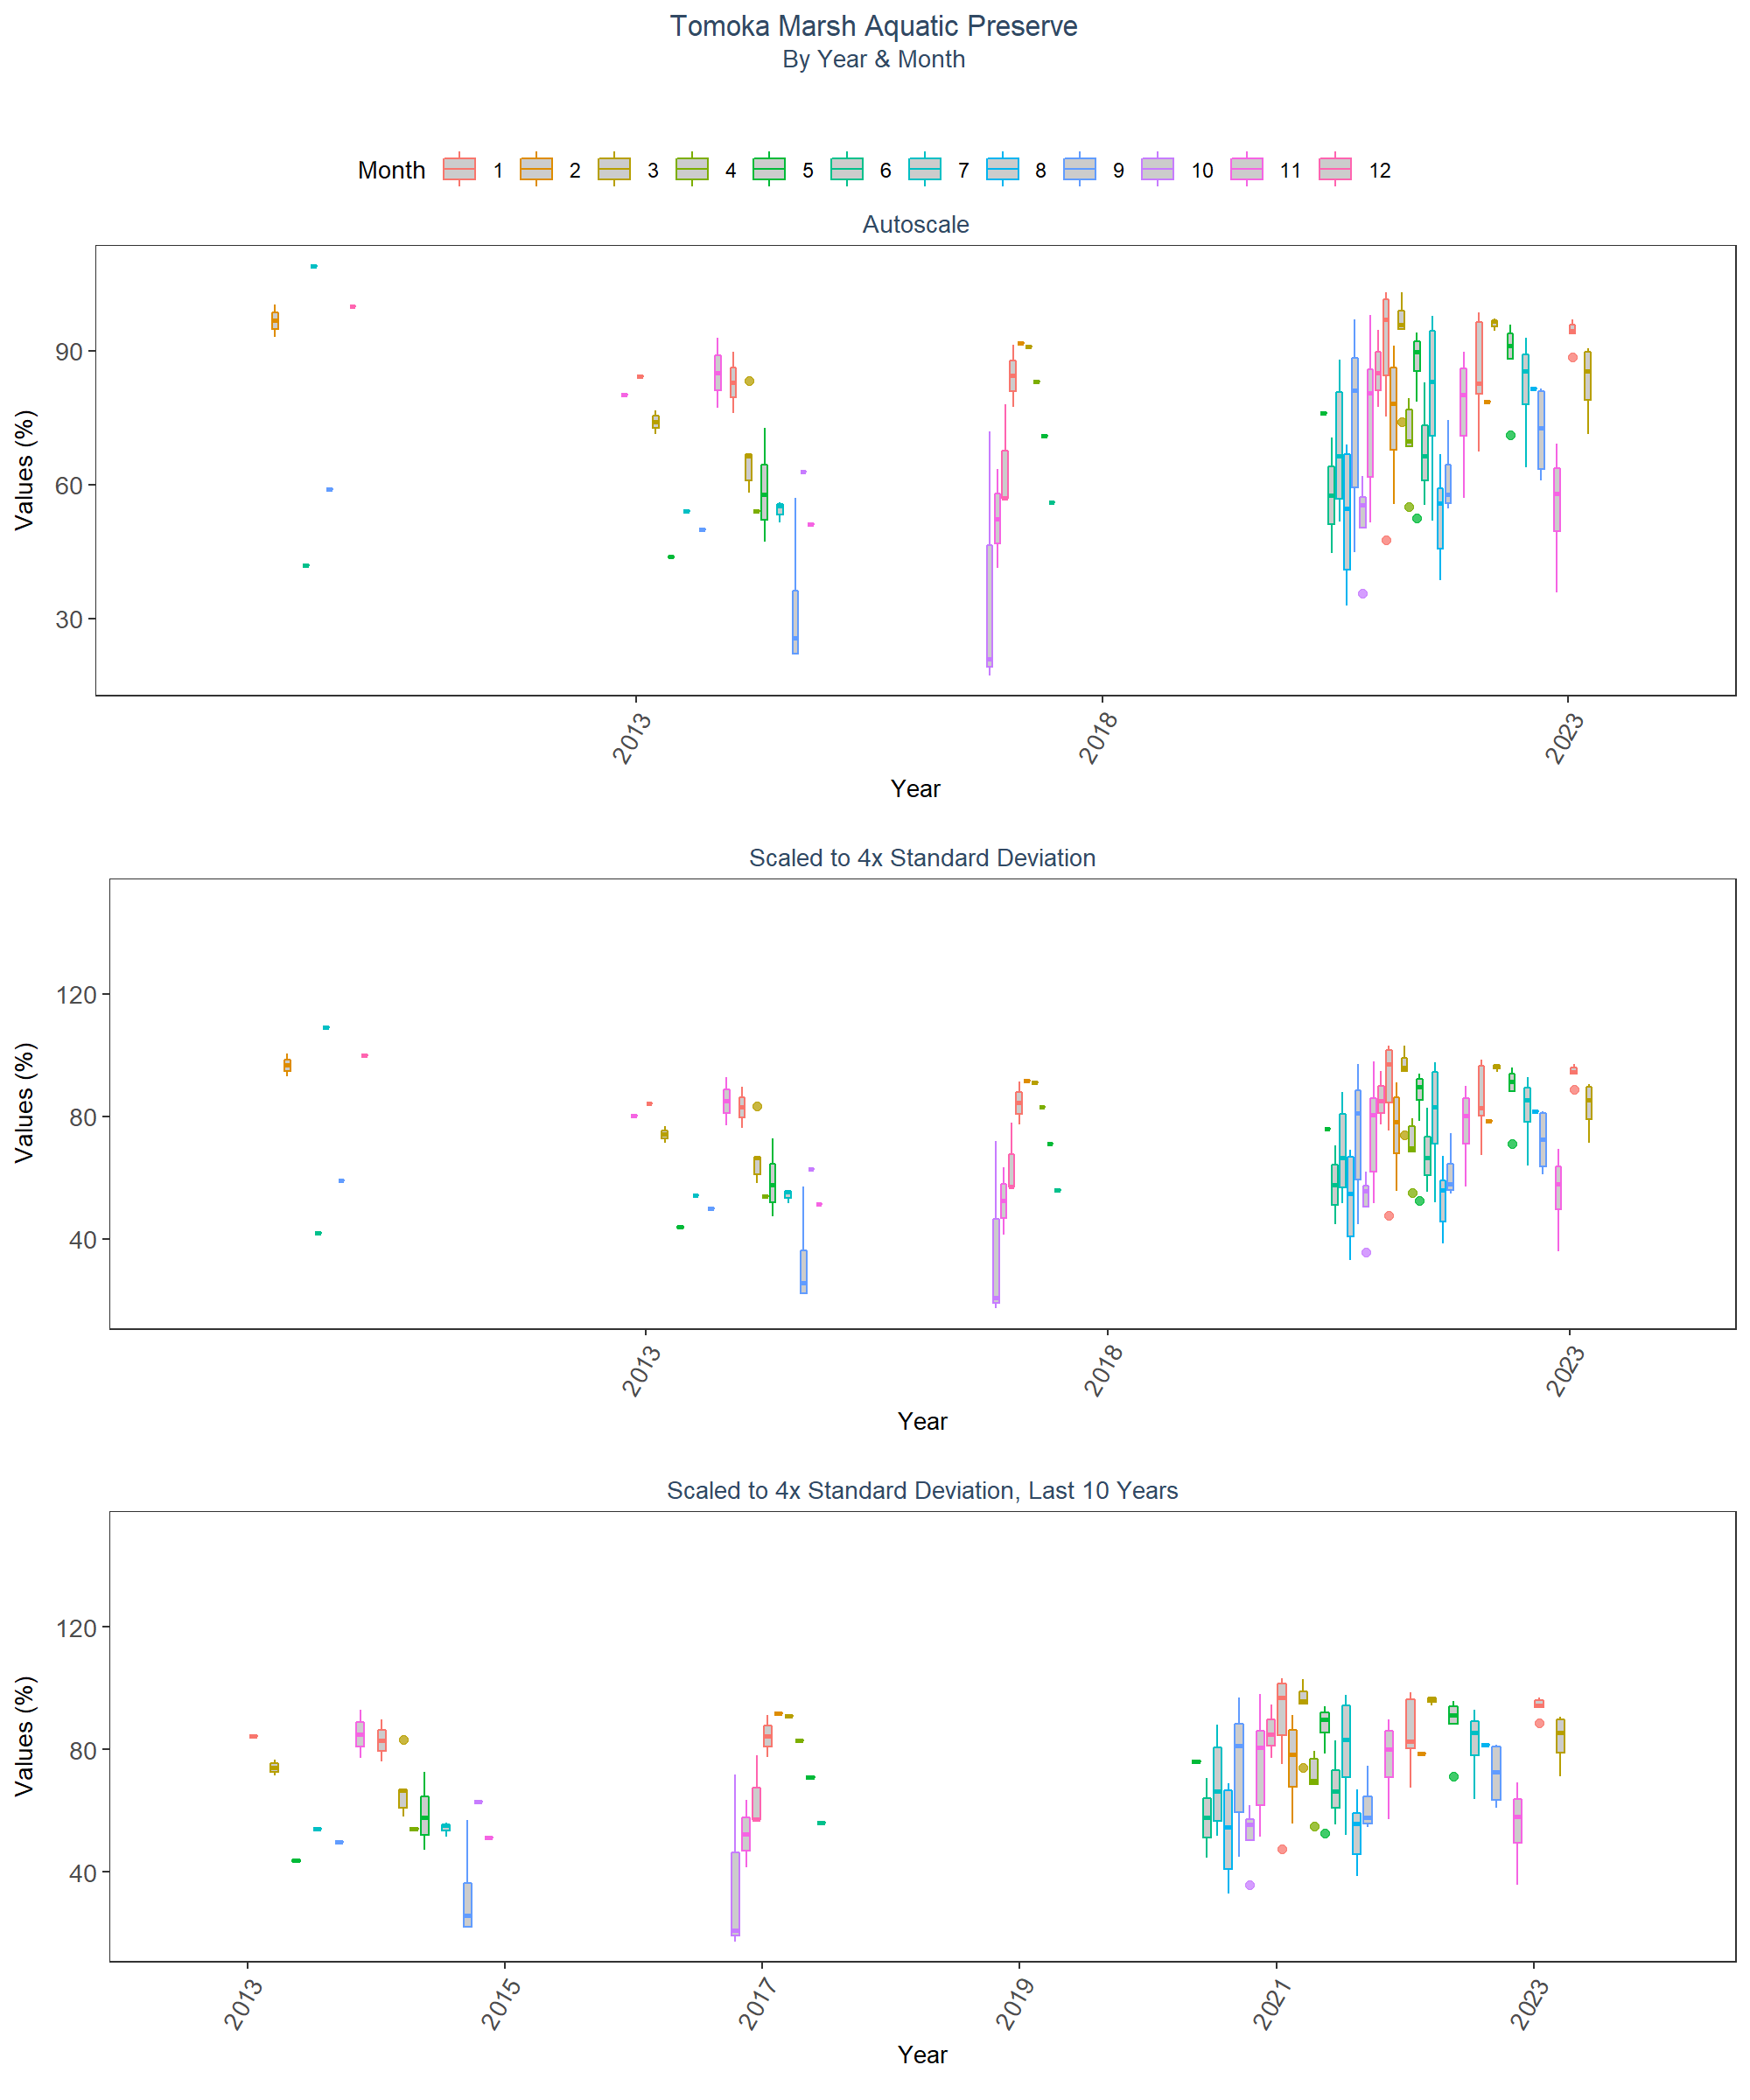 Tomoka Marsh Aquatic Preserve
By Year & Month
Month 1 2 3 4 5 6 7 8 9 10 11 12
Autoscale
Values (%)
90
60
30
2013 2018 2023
Year
Scaled to 4x Standard Deviation
Values (%)
120
80
40
2013 2018 2023
Year
Scaled to 4x Standard Deviation, Last 10 Years
Values (%)
120
80
40
2013 2015 2017 2019 2021 2023
Year